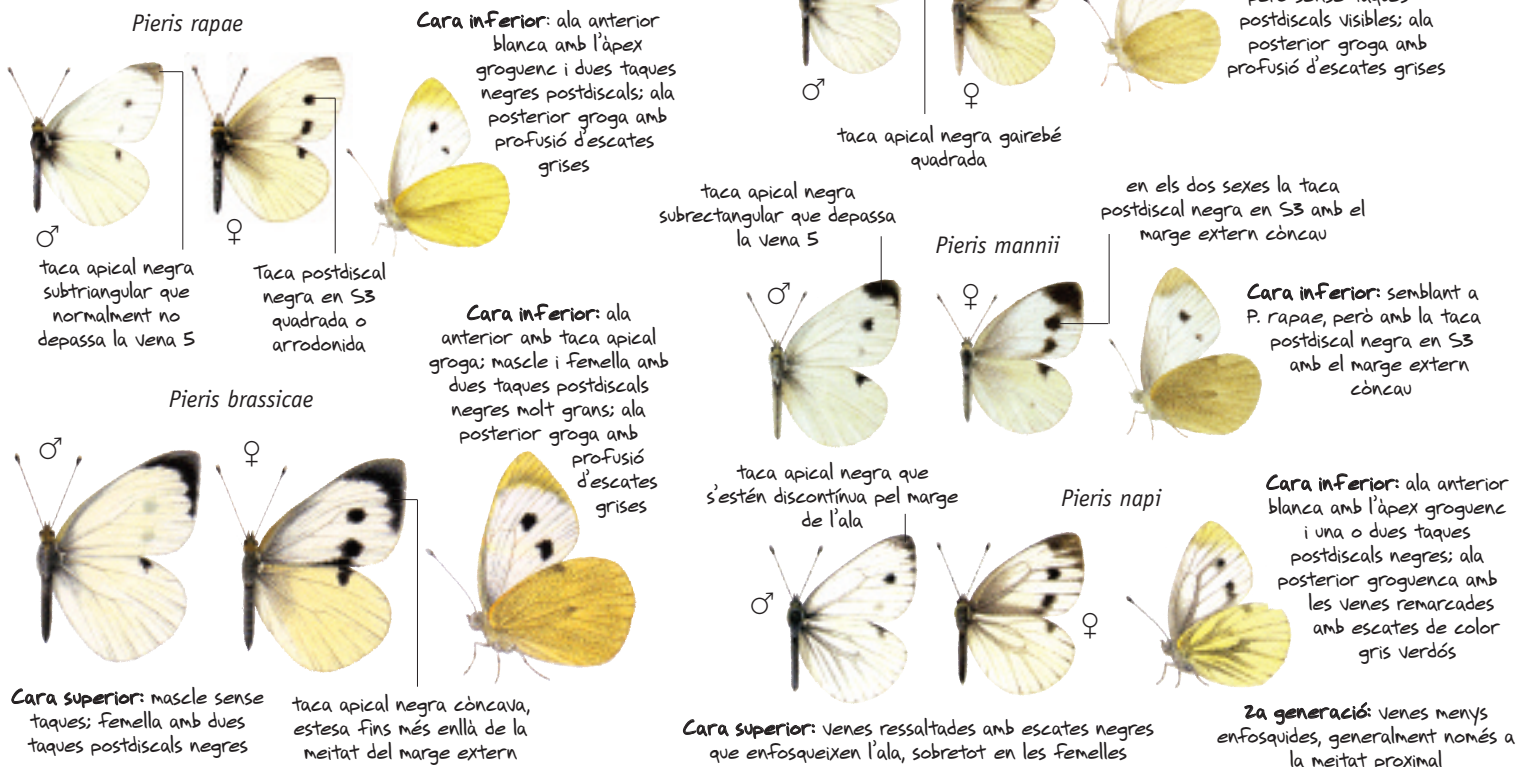 Pieris rapae
Cara inferior: ala anterior
blanca amb l'àpex
groguenc i dues taques
negres postdiscals; ala
posterior groga amb
profusió d'escates
grises
♂
♀
taca apical negra
subtriangular que
normalment no
depassa la vena 5
Taca postdiscal
negra en S3
quadrada o
arrodonida
Pieris brassicae
Cara inferior: ala
anterior amb taca apical
groga; mascle i femella amb
dues taques postdiscals
negres molt grans; ala
posterior groga amb
profusió
d'escates
grises
♂
♀
Cara superior: mascle sense
taques; femella amb dues
taques postdiscals negres
taca apical negra còncava,
estesa fins més enllà de la
meitat del marge extern
postdiscals visibles; ala
posterior groga amb
profusió d'escates grises
♂
♀
taca apical negra gairebé
quadrada
taca apical negra
subrectangular que depassa
la vena 5
Pieris mannii
en els dos sexes la taca
postdiscal negra en S3 amb el
marge extern còncau
♂
♀
Cara inferior: semblant a
P. rapae, però amb la taca
postdiscal negra en S3
amb el marge extern
còncau
taca apical negra que
s'estén discontínua pel marge
de l'ala
Pieris napi
♂
♀
Cara inferior: ala anterior
blanca amb l'àpex groguenc
i una o dues taques
postdiscals negres; ala
posterior groguenca amb
les venes remarcades
amb escates de color
gris verdós
Cara superior: venes ressaltades amb escates negres
que enfosqueixen l'ala, sobretot en les femelles
2a generació: venes menys
enfosquides, generalment només a
la meitat proximal